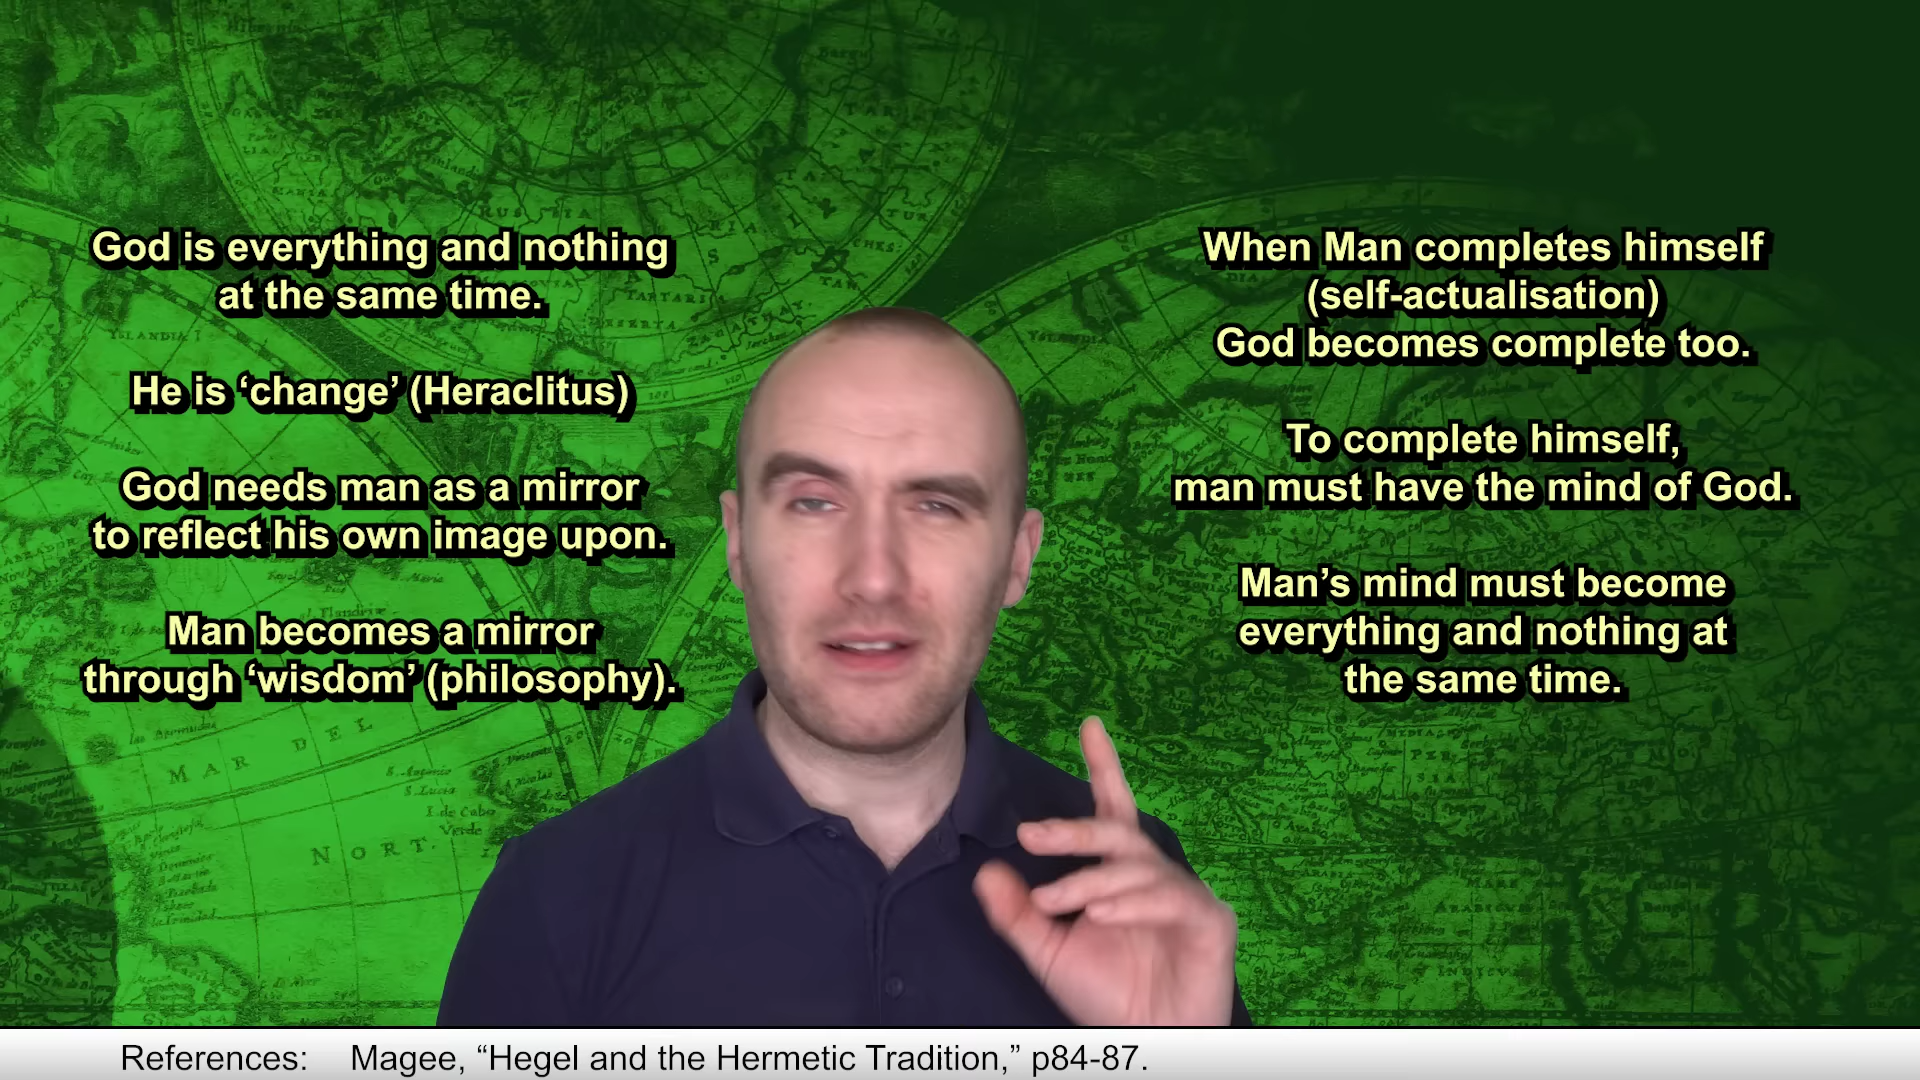 God is everything and nothing
at the same time.
He is ‘change’ (Heraclitus)
God needs man as a mirror
to reflect his own image upon.
Man becomes a mirror
through ‘wisdom’ (philosophy).
When Man completes himself
(self-actualisation)
God becomes complete too.
To complete himself,
man must have the mind of God.
Man’s mind must become
everything and nothing at
the same time.
MAR DEL
NORT.
References: Magee, “Hegel and the Hermetic Tradition,” p84-87.